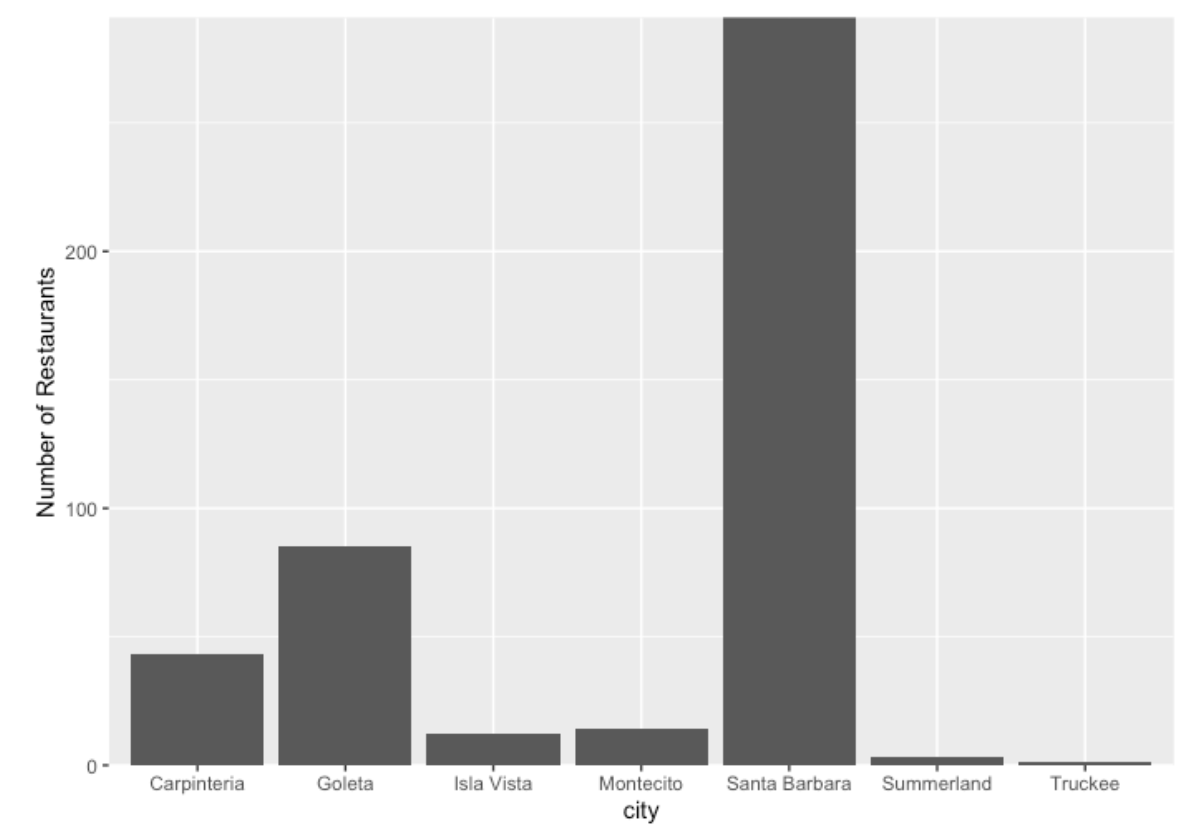 Number of Restaurants
200
100
0
Carpinteria Goleta Isla Vista Montecito Santa Barbara Summerland Truckee
city